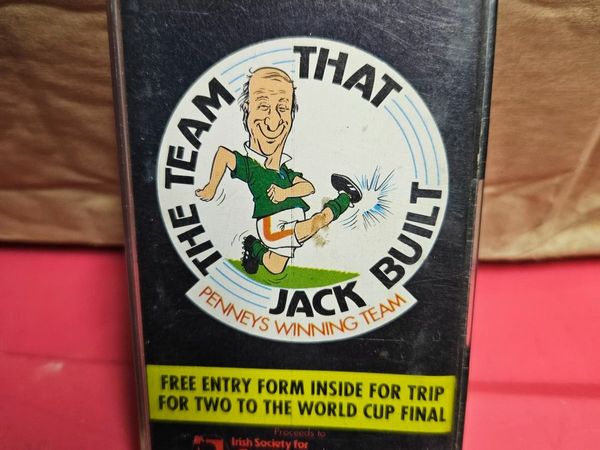 THE TEAM THAT
JACK BUILT
PENNEYS WINNING TEAM
FREE ENTRY FORM INSIDE FOR TRIP
FOR TWO TO THE WORLD CUP FINAL
Proceeds to
Irish Society for